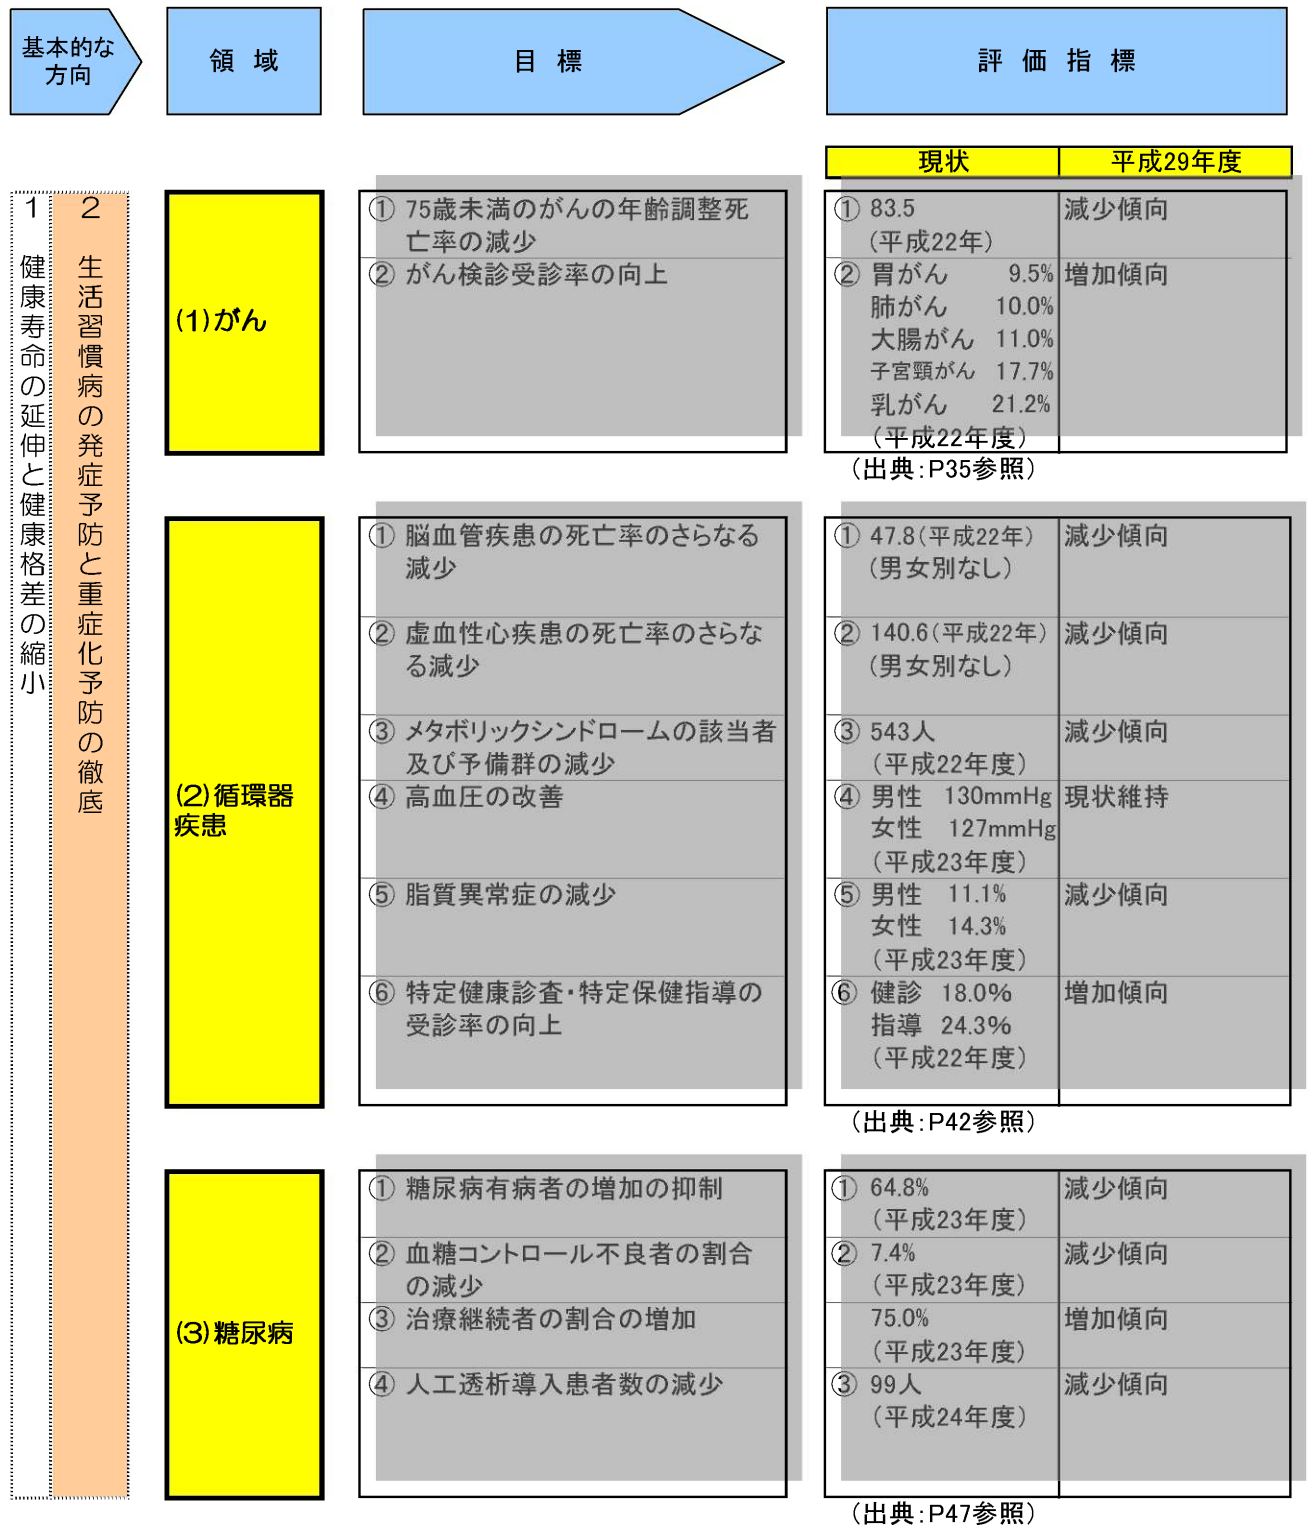 基本的な
方向
領 域
目 標
評 価 指 標
現状 平成29年度
1 健康寿命の延伸と健康格差の縮小
2 生活習慣病の発症予防と重症化予防の徹底
(1)がん
① 75歳未満のがんの年齢調整死
亡率の減少
② がん検診受診率の向上
① 83.5 減少傾向
(平成22年)
② 胃がん 9.5% 増加傾向
肺がん 10.0%
大腸がん 11.0%
子宮頸がん 17.7%
乳がん 21.2%
(平成22年度)
(出典:P35参照)
(2)循環器
疾患
① 脳血管疾患の死亡率のさらなる
減少
② 虚血性心疾患の死亡率のさらな
る減少
③ メタボリックシンドロームの該当者
及び予備群の減少
④ 高血圧の改善
⑤ 脂質異常症の減少
⑥ 特定健康診査・特定保健指導の
受診率の向上
① 47.8(平成22年) 減少傾向
(男女別なし)
② 140.6(平成22年) 減少傾向
(男女別なし)
③ 543人 減少傾向
(平成22年度)
④ 男性 130mmHg 現状維持
女性 127mmHg
(平成23年度)
⑤ 男性 11.1% 減少傾向
女性 14.3%
(平成23年度)
⑥ 健診 18.0% 増加傾向
指導 24.3%
(平成22年度)
(出典:P42参照)
(3)糖尿病
① 糖尿病有病者の増加の抑制
② 血糖コントロール不良者の割合
の減少
③ 治療継続者の割合の増加
④ 人工透析導入患者数の減少
① 64.8% 減少傾向
(平成23年度)
② 7.4% 減少傾向
(平成23年度)
75.0% 増加傾向
(平成23年度)
③ 99人 減少傾向
(平成24年度)
(出典:P47参照)